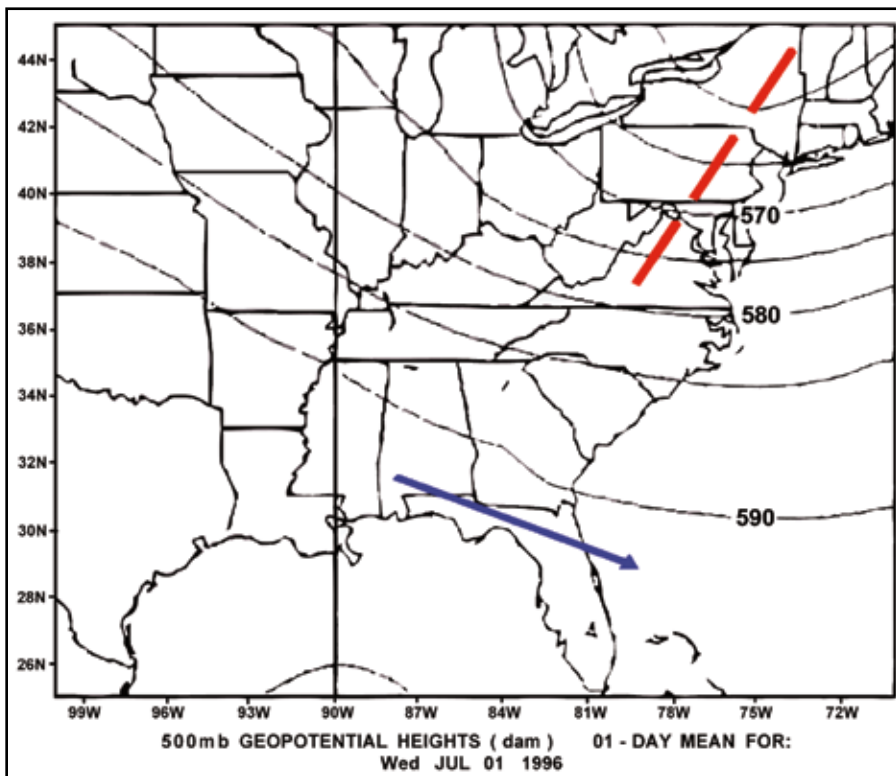 44N
42N
40N
570
38N
580
36N
34N
32N
590
30N
28N
26N
99W 96W 93W 90W 87W 84W 81W 78W 75W 72W
500mb GEOPOTENTIAL HEIGHTS ( dam ) 01 - DAY MEAN FOR:
Wed JUL 01 1996